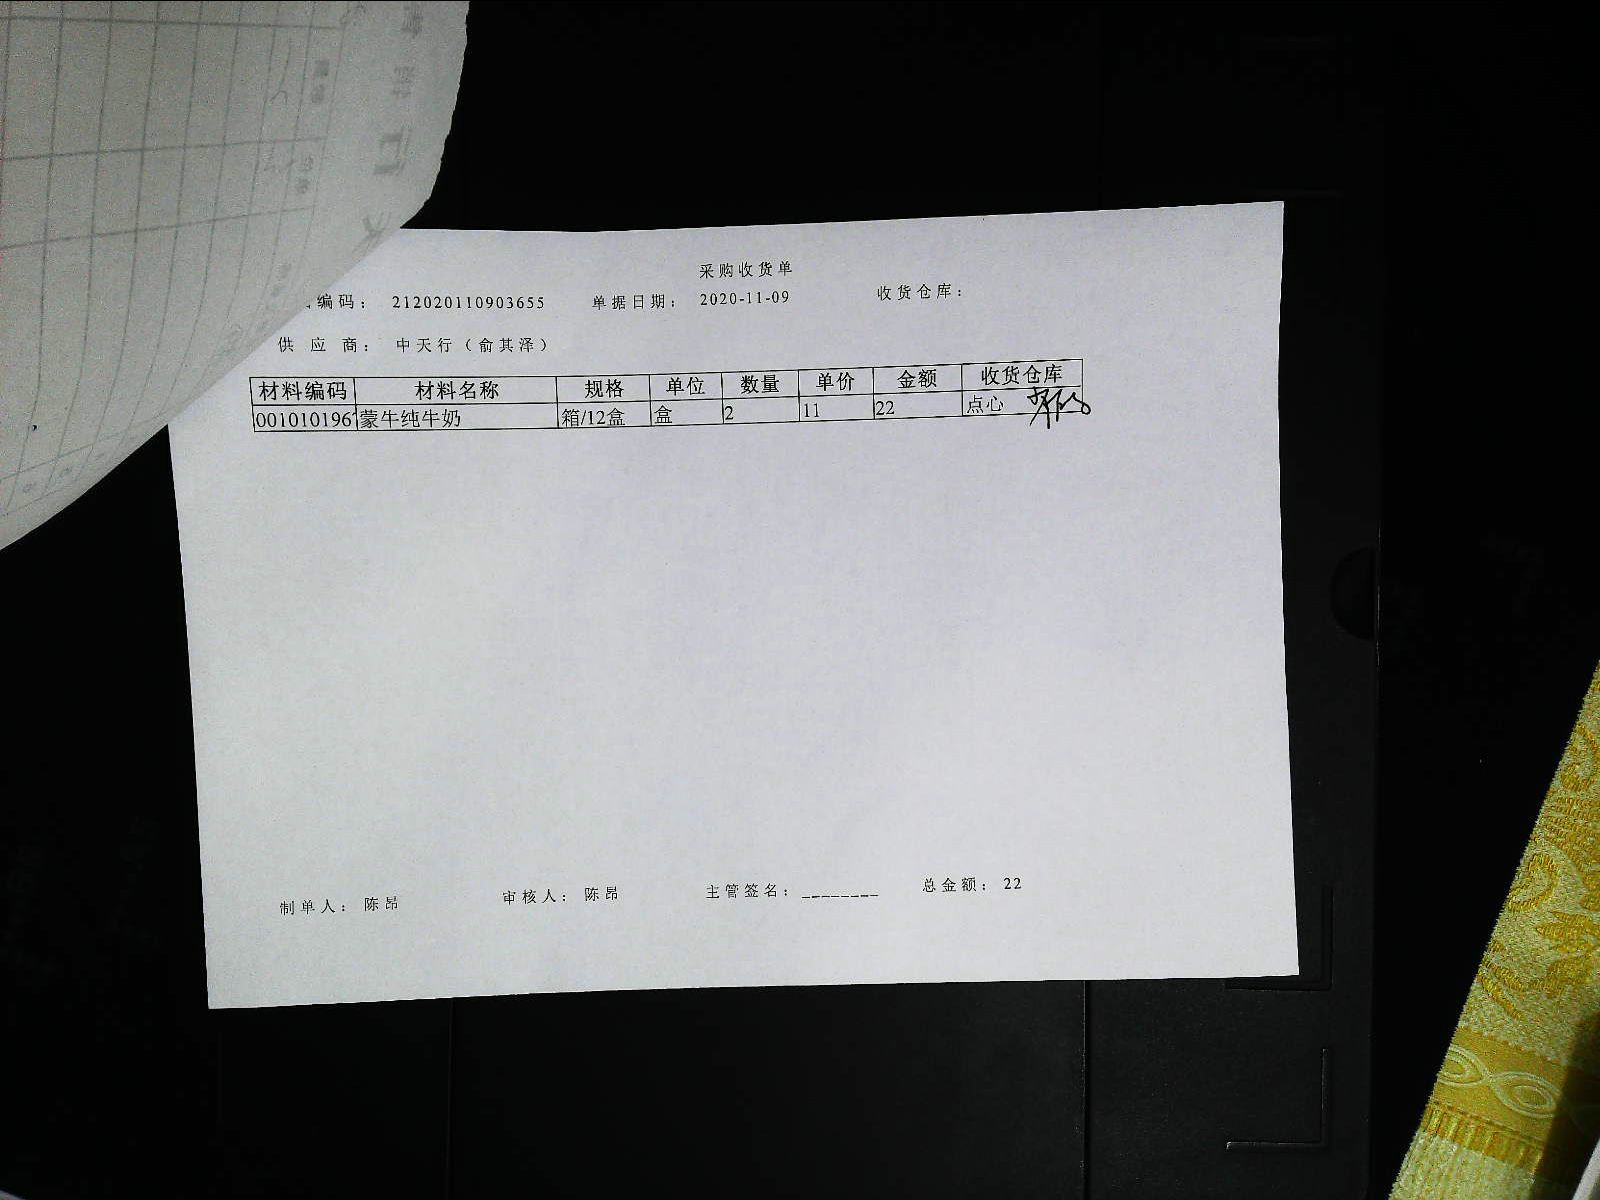 采购收货单
编码： 212020110903655 单据日期： 2020-11-09 收货仓库：
供 应 商： 中天行（俞其泽）
材料编码 材料名称 规格 单位 数量 单价 金额 收货仓库
001010196 蒙牛纯牛奶 箱/12盒 盒 2 11 22 点心
制单人： 陈昂 审核人： 陈昂 主管签名： ________ 总金额： 22